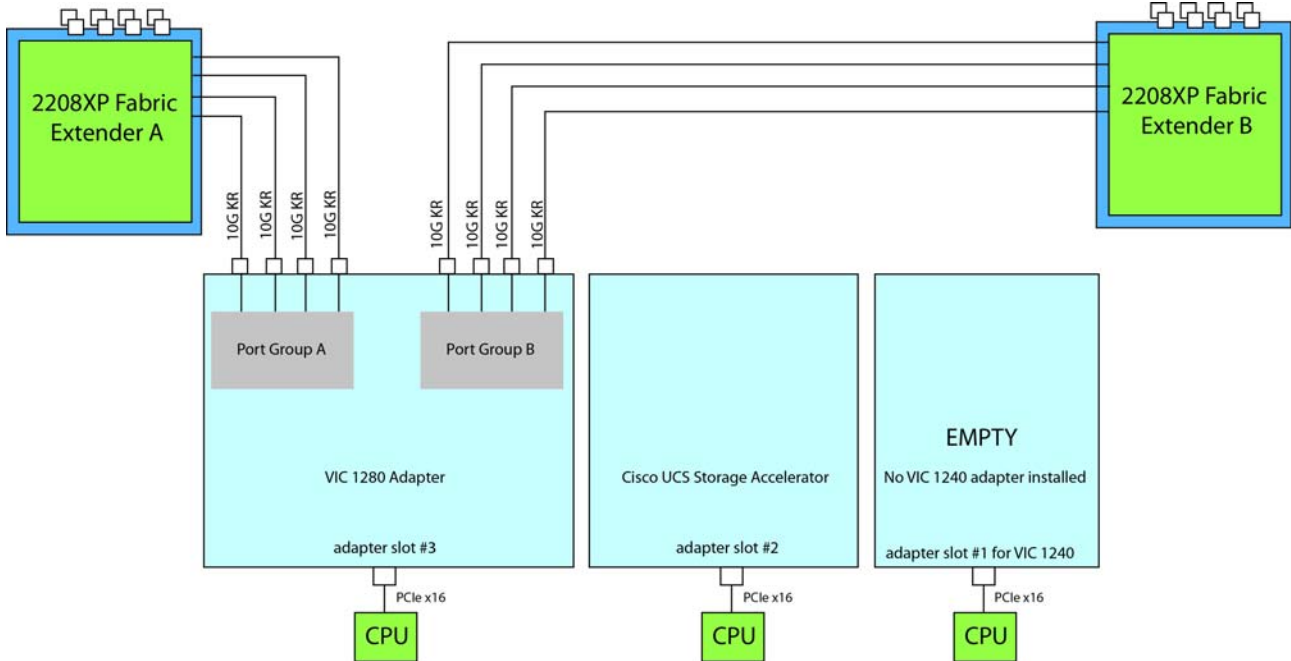 2208XP Fabric
Extender A
2208XP Fabric
Extender B
10G KR
10G KR
10G KR
10G KR
10G KR
10G KR
10G KR
10G KR
Port Group A
Port Group B
EMPTY
VIC 1280 Adapter
Cisco UCS Storage Accelerator
No VIC 1240 adapter installed
adapter slot #3
adapter slot #2
adapter slot #1 for VIC 1240
PCIe x16
PCIe x16
PCIe x16
CPU
CPU
CPU